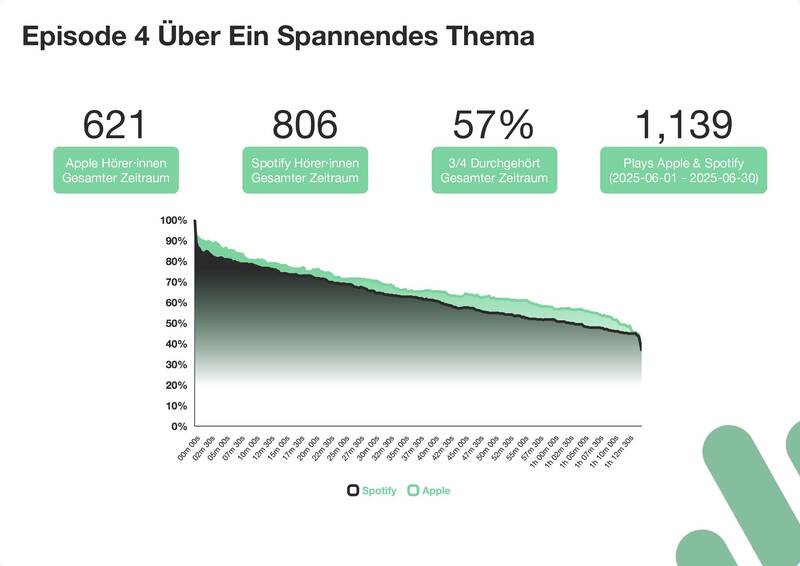 Episode 4 Über Ein Spannendes Thema
621
Apple Hörer·innen
Gesamter Zeitraum
806
Spotify Hörer·innen
Gesamter Zeitraum
57%
3/4 Durchgehört
Gesamter Zeitraum
1,139
Plays Apple & Spotify
(2025-06-01 - 2025-06-30)
100%
90%
80%
70%
60%
50%
40%
30%
20%
10%
0%
00m 00s
02m 30s
05m 00s
07m 30s
10m 00s
12m 30s
15m 00s
17m 30s
20m 00s
22m 30s
25m 00s
27m 30s
30m 00s
32m 30s
35m 00s
37m 30s
40m 00s
42m 30s
45m 00s
47m 30s
50m 00s
52m 30s
55m 00s
57m 30s
1h 00m 00s
1h 02m 30s
1h 05m 00s
1h 07m 30s
1h 10m 00s
1h 12m 30s
Spotify
Apple